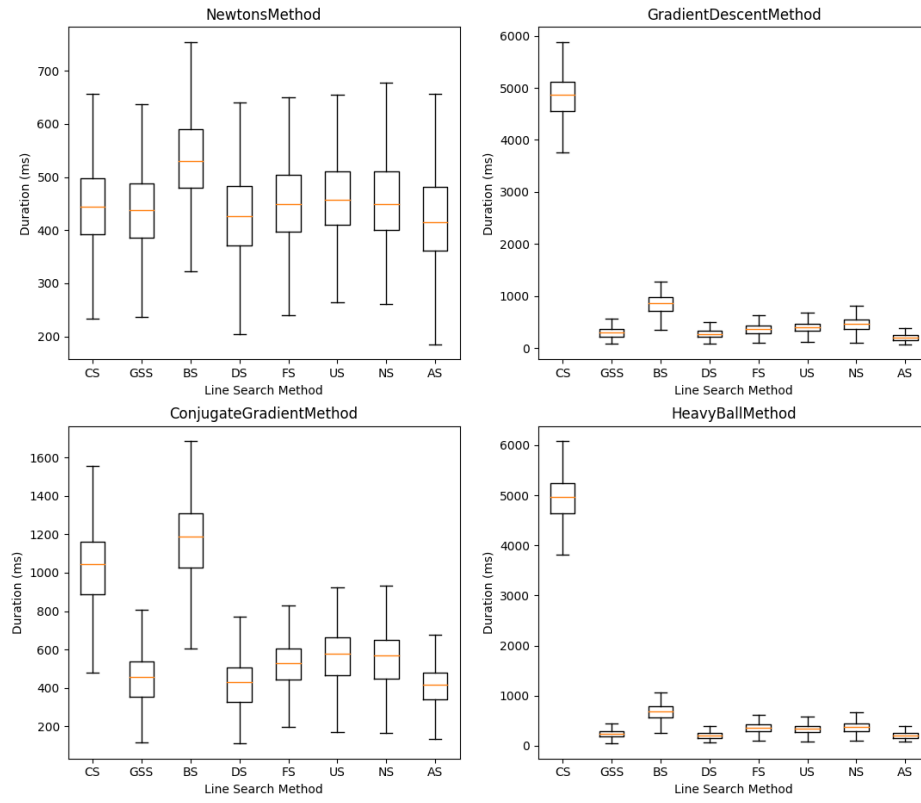 NewtonsMethod
Duration (ms)
700
600
500
400
300
200
CS GSS BS DS FS US NS AS
Line Search Method
GradientDescentMethod
Duration (ms)
6000
5000
4000
3000
2000
1000
0
CS GSS BS DS FS US NS AS
Line Search Method
ConjugateGradientMethod
Duration (ms)
1600
1400
1200
1000
800
600
400
200
CS GSS BS DS FS US NS AS
Line Search Method
HeavyBallMethod
Duration (ms)
6000
5000
4000
3000
2000
1000
0
CS GSS BS DS FS US NS AS
Line Search Method